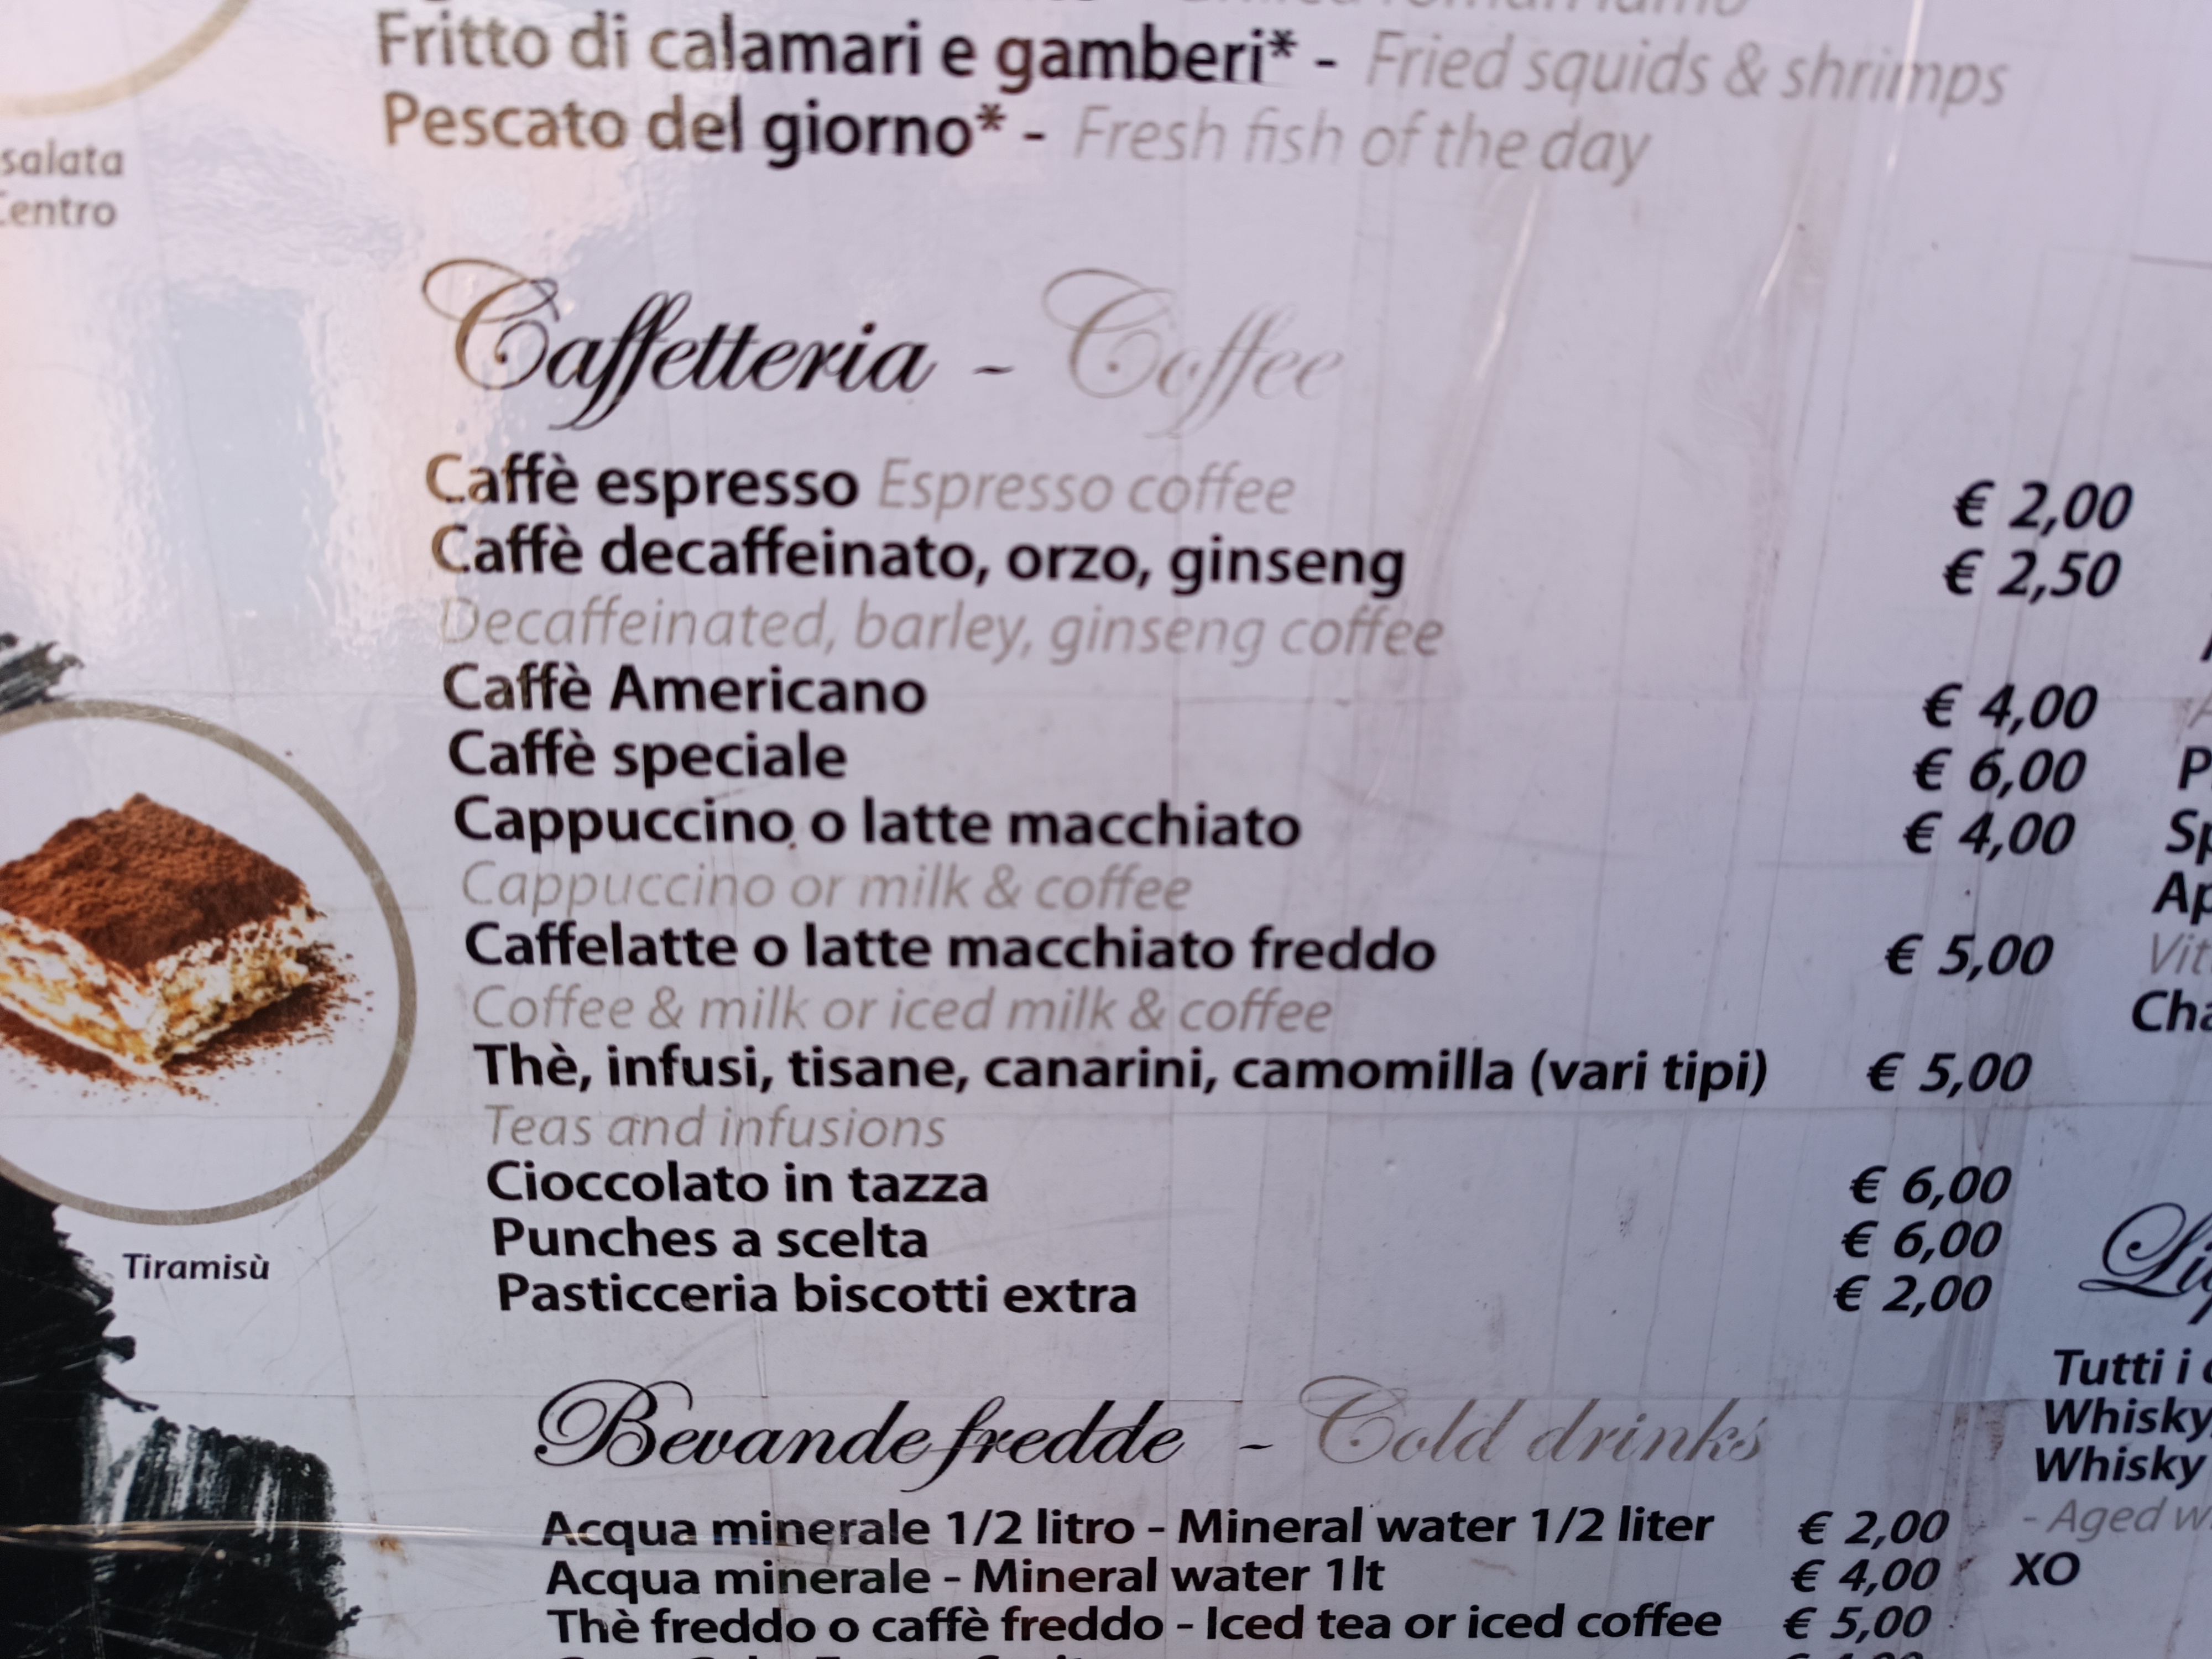 Fritto di calamari e gamberi* - Fried squids & shrimps
Pescato del giorno* - Fresh fish of the day
salata
Centro
Caffetteria - Coffee
Caffè espresso Espresso coffee € 2,00
Caffè decaffeinato, orzo, ginseng € 2,50
Decaffeinated, barley, ginseng coffee
Caffè Americano € 4,00
Caffè speciale € 6,00
Cappuccino o latte macchiato € 4,00
Cappuccino or milk & coffee
Caffelatte o latte macchiato freddo € 5,00
Coffee & milk or iced milk & coffee
Thè, infusi, tisane, canarini, camomilla (vari tipi) € 5,00
Teas and infusions
Cioccolato in tazza € 6,00
Punches a scelta € 6,00
Pasticceria biscotti extra € 2,00
Tiramisù
Bevande fredde - Cold drinks
Acqua minerale 1/2 litro - Mineral water 1/2 liter € 2,00
Acqua minerale - Mineral water 1lt € 4,00
Thè freddo o caffè freddo - Iced tea or iced coffee € 5,00
Tutti i
Whisky
Whisky
- Aged
XO